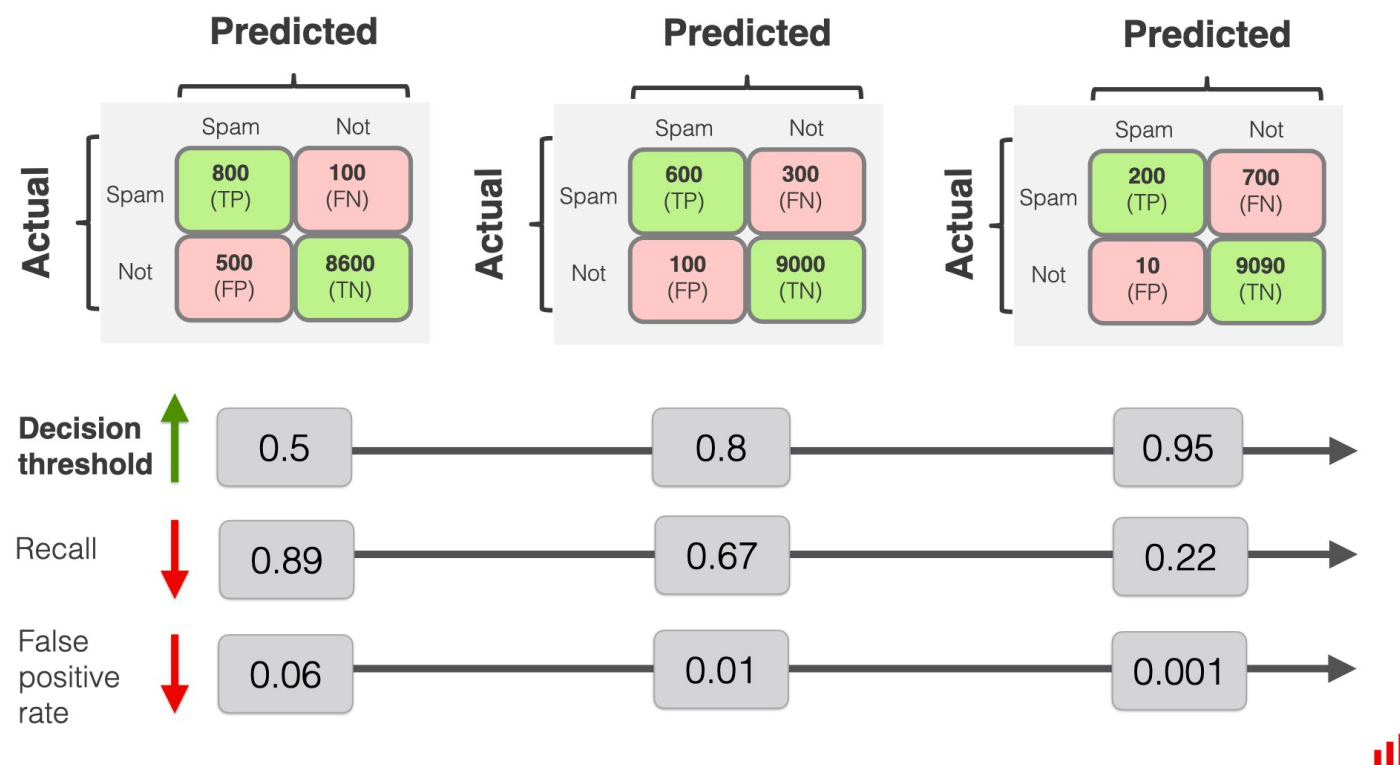 Predicted
Predicted
Predicted
Spam Not
Spam Not
Spam Not
Actual
Spam
800
(TP)
100
(FN)
Not
500
(FP)
8600
(TN)
Actual
Spam
600
(TP)
300
(FN)
Not
100
(FP)
9000
(TN)
Actual
Spam
200
(TP)
700
(FN)
Not
10
(FP)
9090
(TN)
Decision
threshold
0.5
0.8
0.95
Recall
0.89
0.67
0.22
False
positive
rate
0.06
0.01
0.001